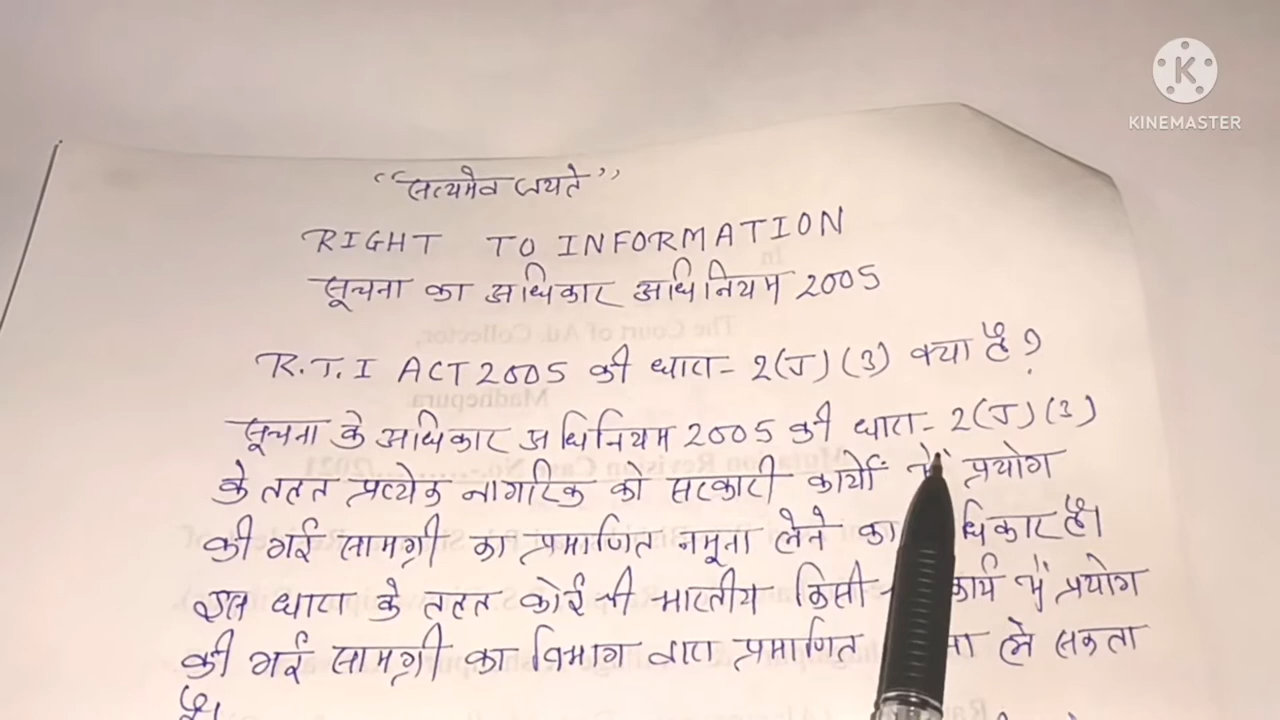 KINEMASTER
"सत्यमेव जयते"
RIGHT TO INFORMATION
सूचना का अधिकार अधिनियम 2005
R.T.I ACT 2005 की धारा- 2(J)(3) क्या है?
सूचना के अधिकार अधिनियम 2005 की धारा- 2(J)(3)
के तहत प्रत्येक नागरिक को सरकारी कार्यों में प्रयोग
की गई सामग्री का प्रमाणित नमूना लेने का धिकार है।
इस धारा के तहत कोई भी भारतीय किसी कार्य में प्रयोग
की गई सामग्री का विभाग द्वारा प्रमाणित ना ले सकता
है।